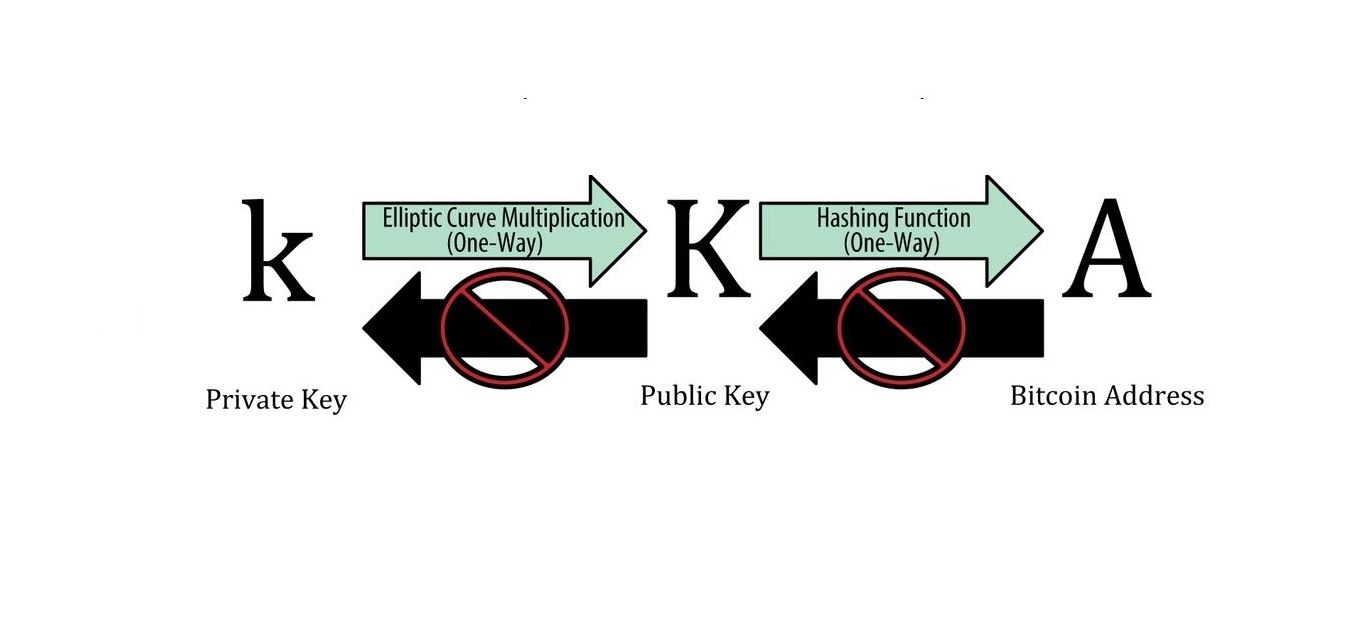 k
Elliptic Curve Multiplication
(One-Way)
K
Hashing Function
(One-Way)
A
Private Key
Public Key
Bitcoin Address